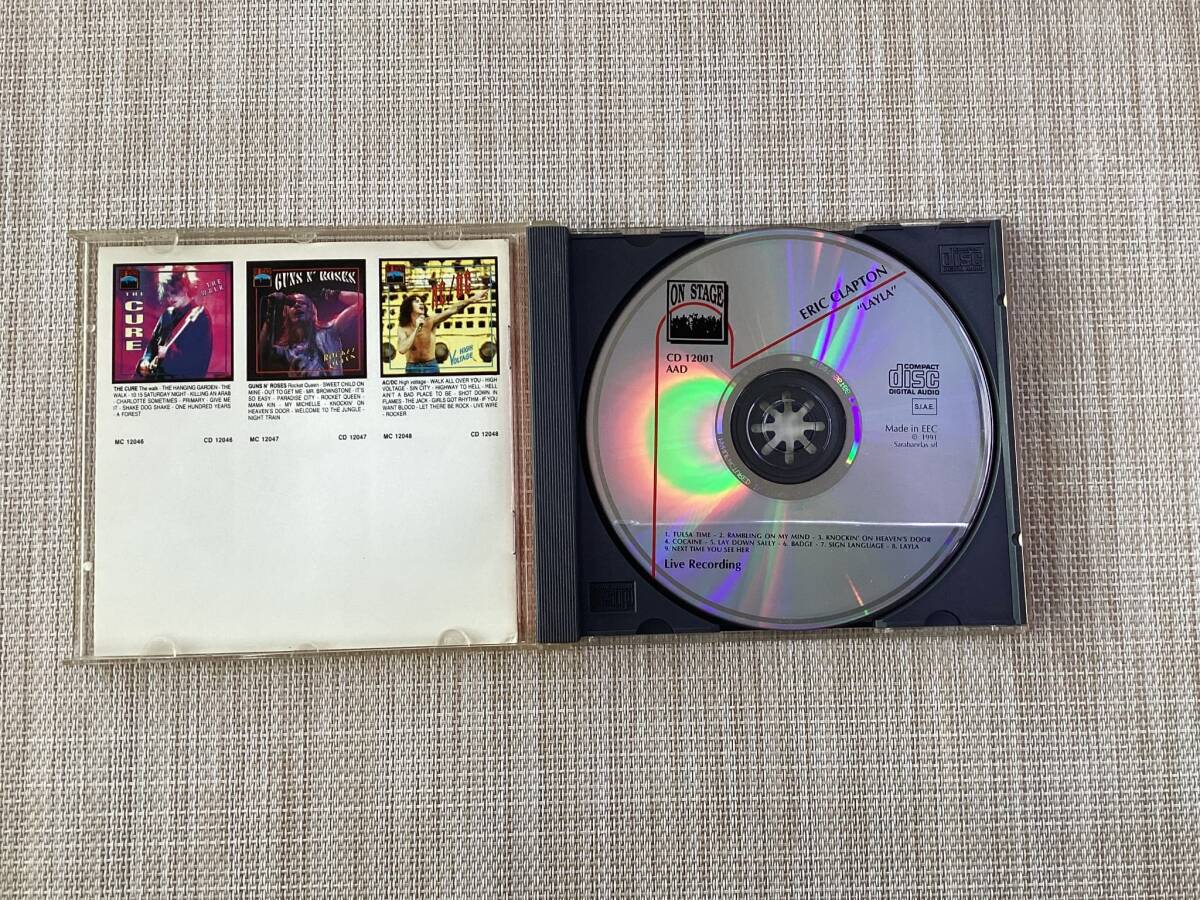 THE CURE
THE WALK
GUNS N' ROSES
ROCKET QUEEN
AC/DC
HIGH VOLTAGE
THE CURE The walk - THE HANGING GARDEN - THE
WALK - 10.15 SATURDAY NIGHT - KILLING AN ARAB
- CHARLOTTE SOMETIMES - PRIMARY - GIVE ME
IT - SHAKE DOG SHAKE - ONE HUNDRED YEARS
- A FOREST
MC 12046 CD 12046
GUNS N' ROSES Rocket Queen - SWEET CHILD ON
MINE - OUT TO GET ME - MR. BROWNSTONE - IT'S
SO EASY - PARADISE CITY - ROCKET QUEEN -
MAMA KIN - MY MICHELLE - KNOCKIN' ON
HEAVEN'S DOOR - WELCOME TO THE JUNGLE -
NIGHT TRAIN
MC 12047 CD 12047
AC/DC High voltage - WALK ALL OVER YOU - HIGH
VOLTAGE - SIN CITY - HIGHWAY TO HELL - HELL
AIN'T A BAD PLACE TO BE - SHOT DOWN IN
FLAMES - THE JACK - GIRLS GOT RHYTHM - IF YOU
WANT BLOOD - LET THERE BE ROCK - LIVE WIRE
- ROCKER
MC 12048 CD 12048
ON STAGE
CD 12001
AAD
ERIC CLAPTON
"LAYLA"
COMPACT
disc
DIGITAL AUDIO
S.I.A.E.
Made in EEC
© 1991
Sarabandas srl
1. TULSA TIME - 2. RAMBLING ON MY MIND - 3. KNOCKIN' ON HEAVEN'S DOOR
4. COCAINE - 5. LAY DOWN SALLY - 6. BADGE - 7. SIGN LANGUAGE - 8. LAYLA
9. NEXT TIME YOU SEE HER
Live Recording
COMPACT
disc
DIGITAL AUDIO